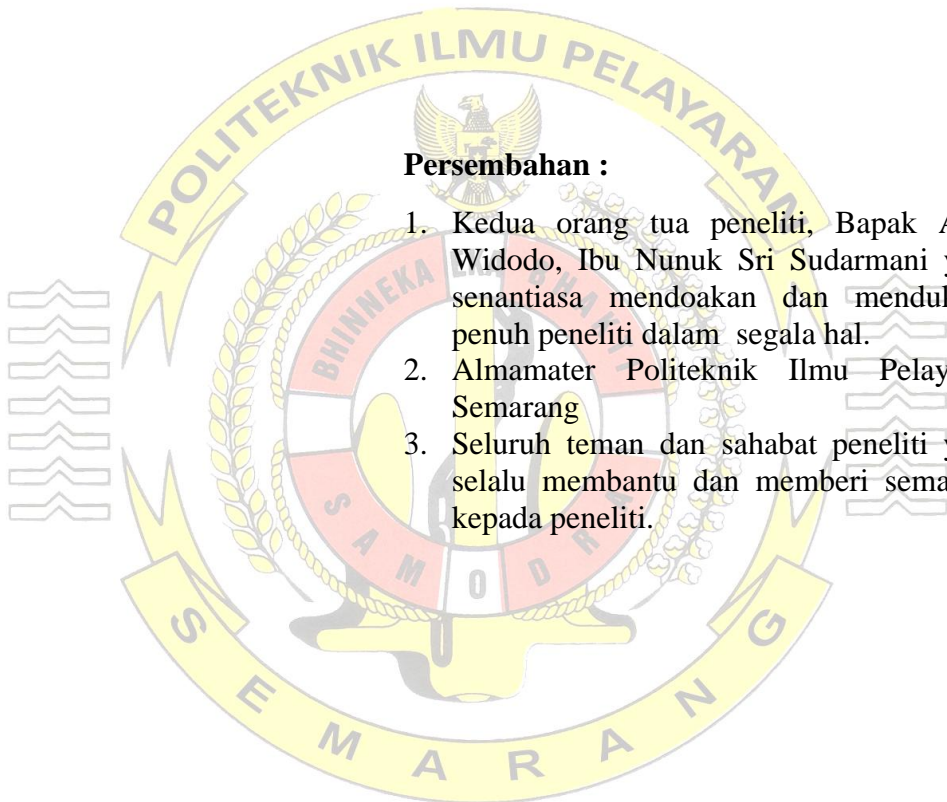 POLITEKNIK ILMU PELAYARAN
Persembahan :
1. Kedua orang tua peneliti, Bapak
Widodo, Ibu Nunuk Sri Sudarmani
senantiasa mendoakan dan
penuh peneliti dalam segala hal.
2. Almamater Politeknik Ilmu
Semarang
3. Seluruh teman dan sahabat peneliti
selalu membantu dan memberi
kepada peneliti.
BHINNEKA
SAMODRA
SEMARANG